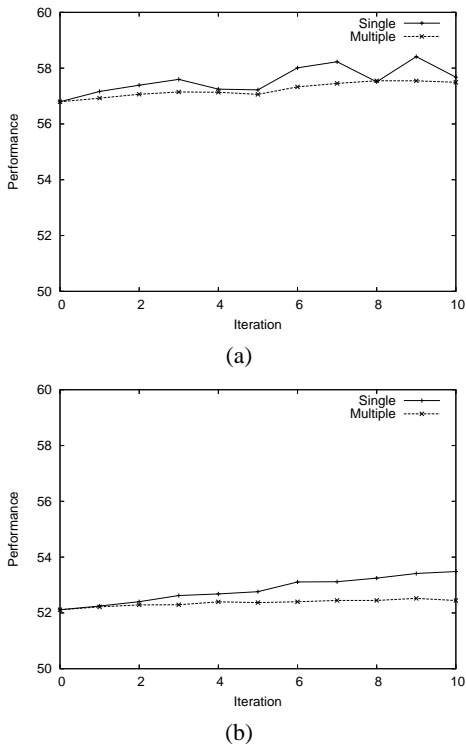 60
58
56
54
52
50
Performance
Single
Multiple
0 2 4 6 8 10
Iteration
(a)
60
58
56
54
52
50
Performance
Single
Multiple
0 2 4 6 8 10
Iteration
(b)